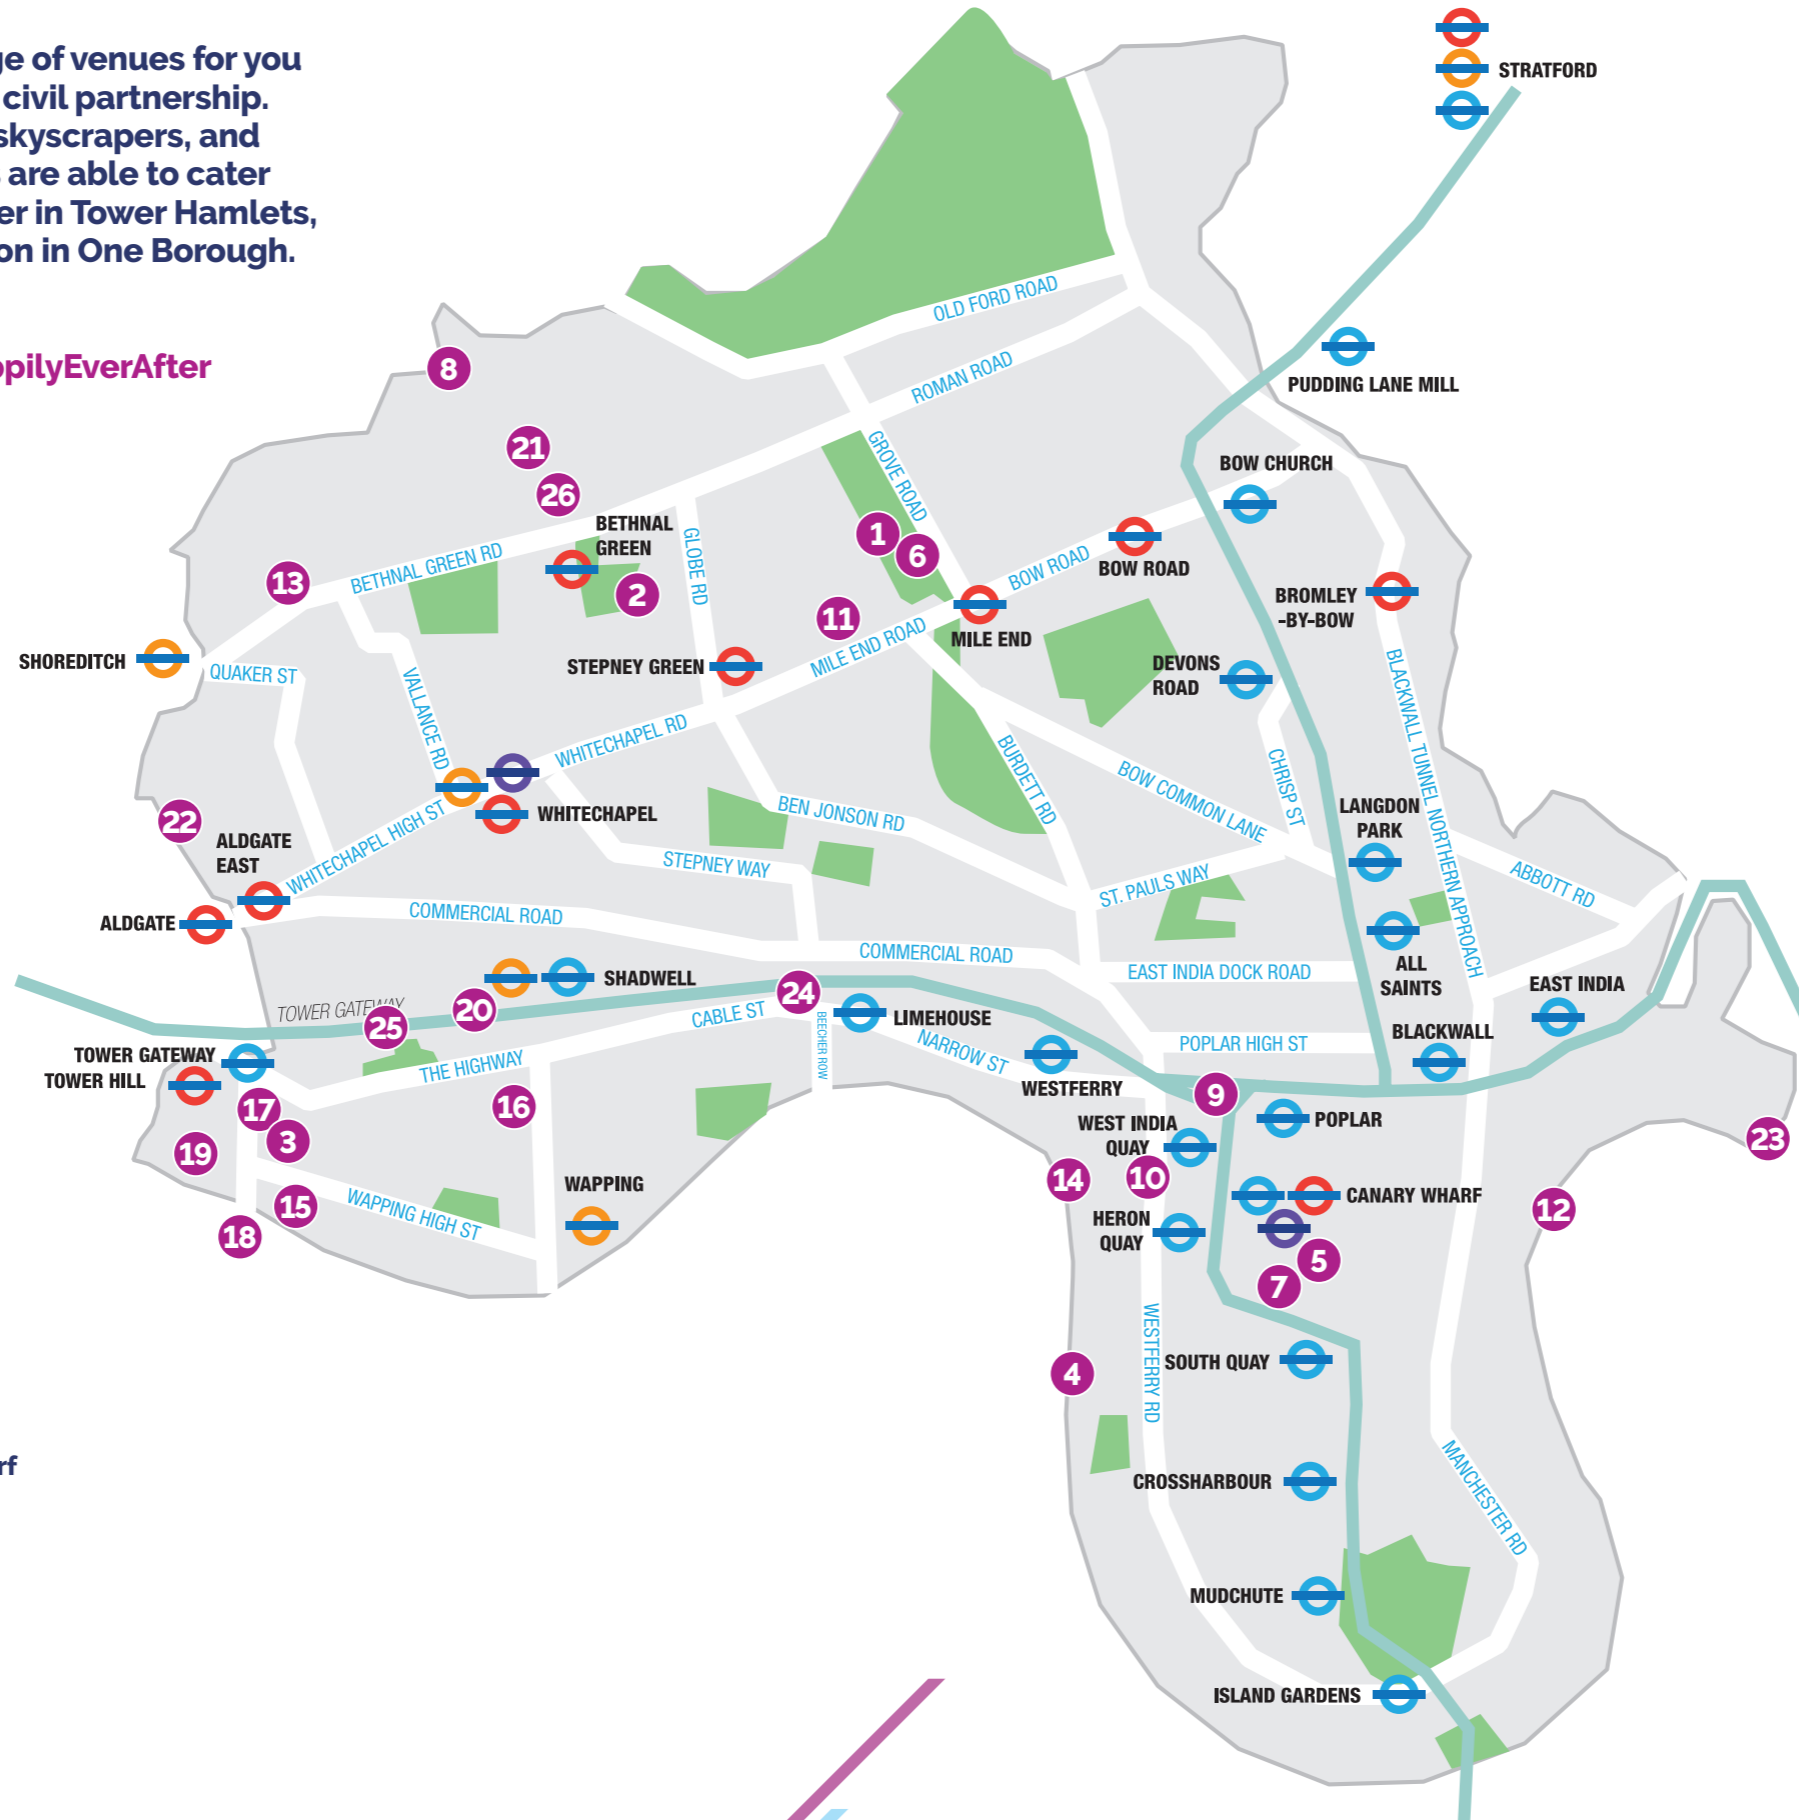 ge of venues for you
civil partnership.
skyscrapers, and
s are able to cater
er in Tower Hamlets,
on in One Borough.
ppilyEverAfter
rf
STRATFORD
PUDDING LANE MILL
OLD FORD ROAD
ROMAN ROAD
GROVE ROAD
8
21
26
BETHNAL
GREEN
BETHNAL GREEN RD
13
2
GLOBE RD
1
6
11
BOW CHURCH
BOW ROAD
BOW ROAD
BROMLEY
-BY-BOW
MILE END
MILE END ROAD
DEVONS
ROAD
SHOREDITCH
QUAKER ST
VALLANCE RD
STEPNEY GREEN
WHITECHAPEL RD
WHITECHAPEL
WHITECHAPEL HIGH ST
22
ALDGATE
EAST
ALDGATE
BEN JONSON RD
STEPNEY WAY
BURDETT RD
BOW COMMON LANE
CHRISP ST
LANGDON
PARK
BLACKWALL TUNNEL NORTHERN APPROACH
ABBOTT RD
ST. PAULS WAY
COMMERCIAL ROAD
COMMERCIAL ROAD
EAST INDIA DOCK ROAD
ALL
SAINTS
EAST INDIA
SHADWELL
TOWER GATEWAY
25
20
24
CABLE ST
BEECHER ROW
LIMEHOUSE
NARROW ST
WESTFERRY
POPLAR HIGH ST
BLACKWALL
TOWER GATEWAY
TOWER HILL
THE HIGHWAY
17
3
19
16
15
18
WAPPING HIGH ST
WAPPING
9
POPLAR
WEST INDIA
QUAY
14
10
CANARY WHARF
23
12
HERON
QUAY
5
7
WESTFERRY RD
SOUTH QUAY
4
CROSSHARBOUR
MANCHESTER RD
MUDCHUTE
ISLAND GARDENS